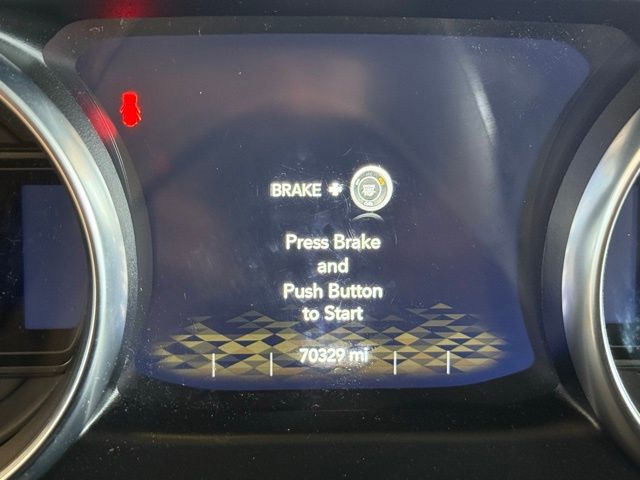 BRAKE +
Press Brake
and
Push Button
to Start
70329 mi